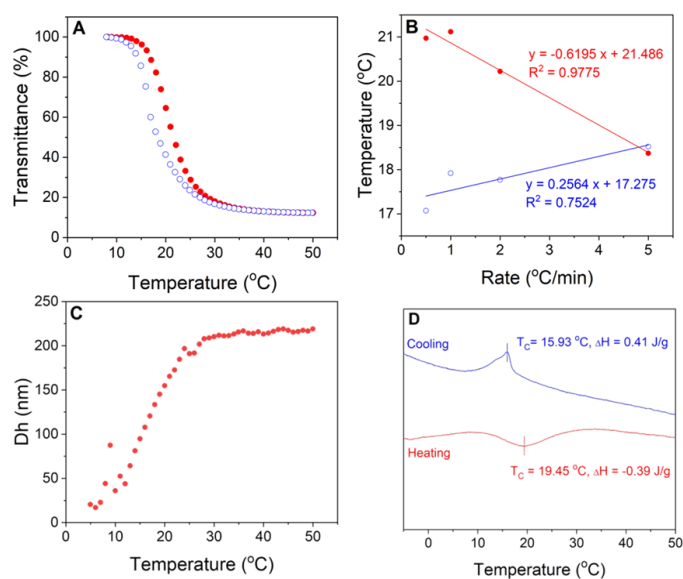 A
Transmittance (%)
100
80
60
40
20
0
0 10 20 30 40 50
Temperature (°C)
B
Temperature (°C)
21
20
19
18
17
y = -0.6195 x + 21.486
R² = 0.9775
y = 0.2564 x + 17.275
R² = 0.7524
0 1 2 3 4 5
Rate (°C/min)
C
Dh (nm)
250
200
150
100
50
0
0 10 20 30 40 50
Temperature (°C)
D
Cooling
T_C= 15.93 °C, ΔH = 0.41 J/g
Heating
T_C = 19.45 °C, ΔH = -0.39 J/g
0 10 20 30 40 50
Temperature (°C)